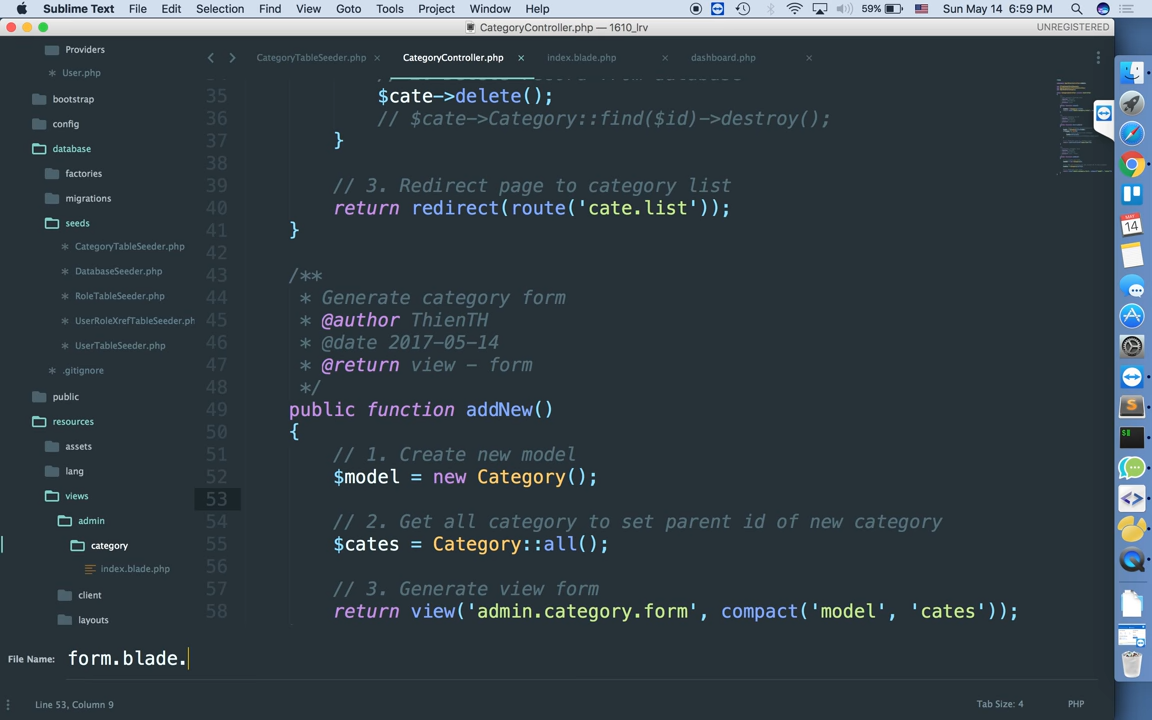 Sublime Text File Edit Selection Find View Goto Tools Project Window Help 59% Sun May 14 6:59 PM
CategoryController.php — 1610_lrv UNREGISTERED
Providers
User.php
bootstrap
config
database
factories
migrations
seeds
CategoryTableSeeder.php
DatabaseSeeder.php
RoleTableSeeder.php
UserRoleXrefTableSeeder.ph
UserTableSeeder.php
.gitignore
public
resources
assets
lang
views
admin
category
index.blade.php
client
layouts
CategoryTableSeeder.php × CategoryController.php × index.blade.php × dashboard.php ×
35 $cate->delete();
36 // $cate->Category::find($id)->destroy();
37 }
38
39 // 3. Redirect page to category list
40 return redirect(route('cate.list'));
41 }
42
43 /**
44 * Generate category form
45 * @author ThienTH
46 * @date 2017-05-14
47 * @return view - form
48 */
49 public function addNew()
50 {
51 // 1. Create new model
52 $model = new Category();
53
54 // 2. Get all category to set parent id of new category
55 $cates = Category::all();
56
57 // 3. Generate view form
58 return view('admin.category.form', compact('model', 'cates'));
File Name: form.blade.
Line 53, Column 9 Tab Size: 4 PHP